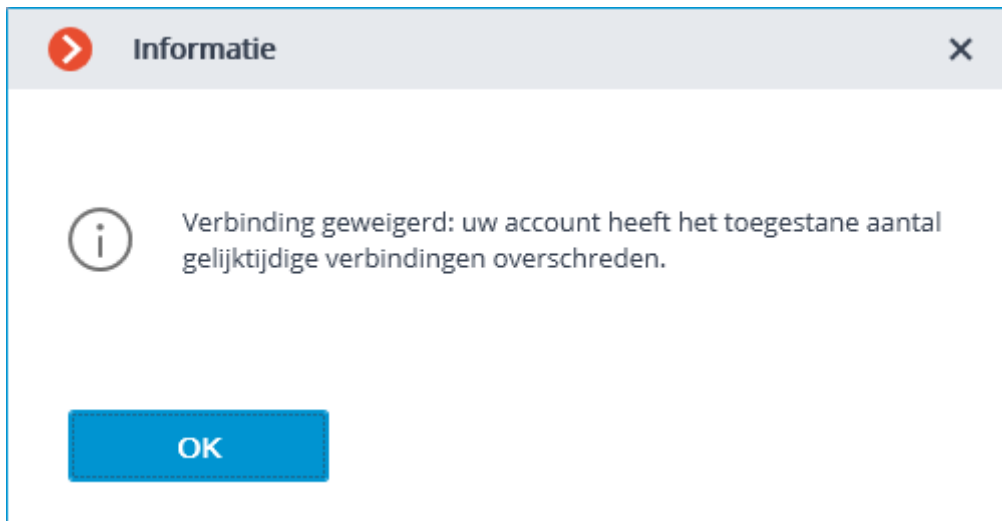 Informatie
Verbinding geweigerd: uw account heeft het toegestane aantal
gelijktijdige verbindingen overschreden.
OK